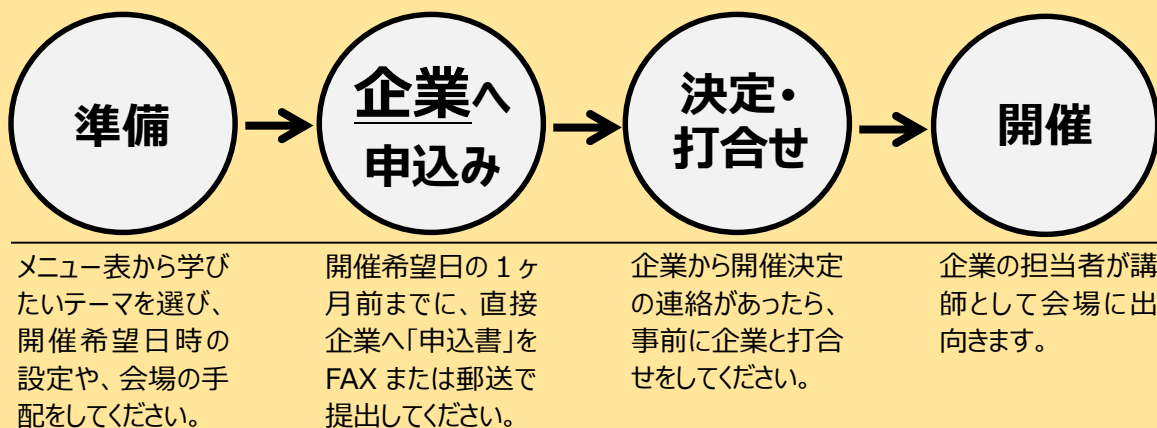 準備
企業へ
申込み
決定・
打合せ
開催
メニュー表から学び
たいテーマを選び、
開催希望日時の
設定や、会場の手
配をしてください。
開催希望日の１ヶ
月前までに、直接
企業へ「申込書」を
FAX または郵送で
提出してください。
企業から開催決定
の連絡があったら、
事前に企業と打合
せをしてください。
企業の担当者が講
師として会場に出
向きます。